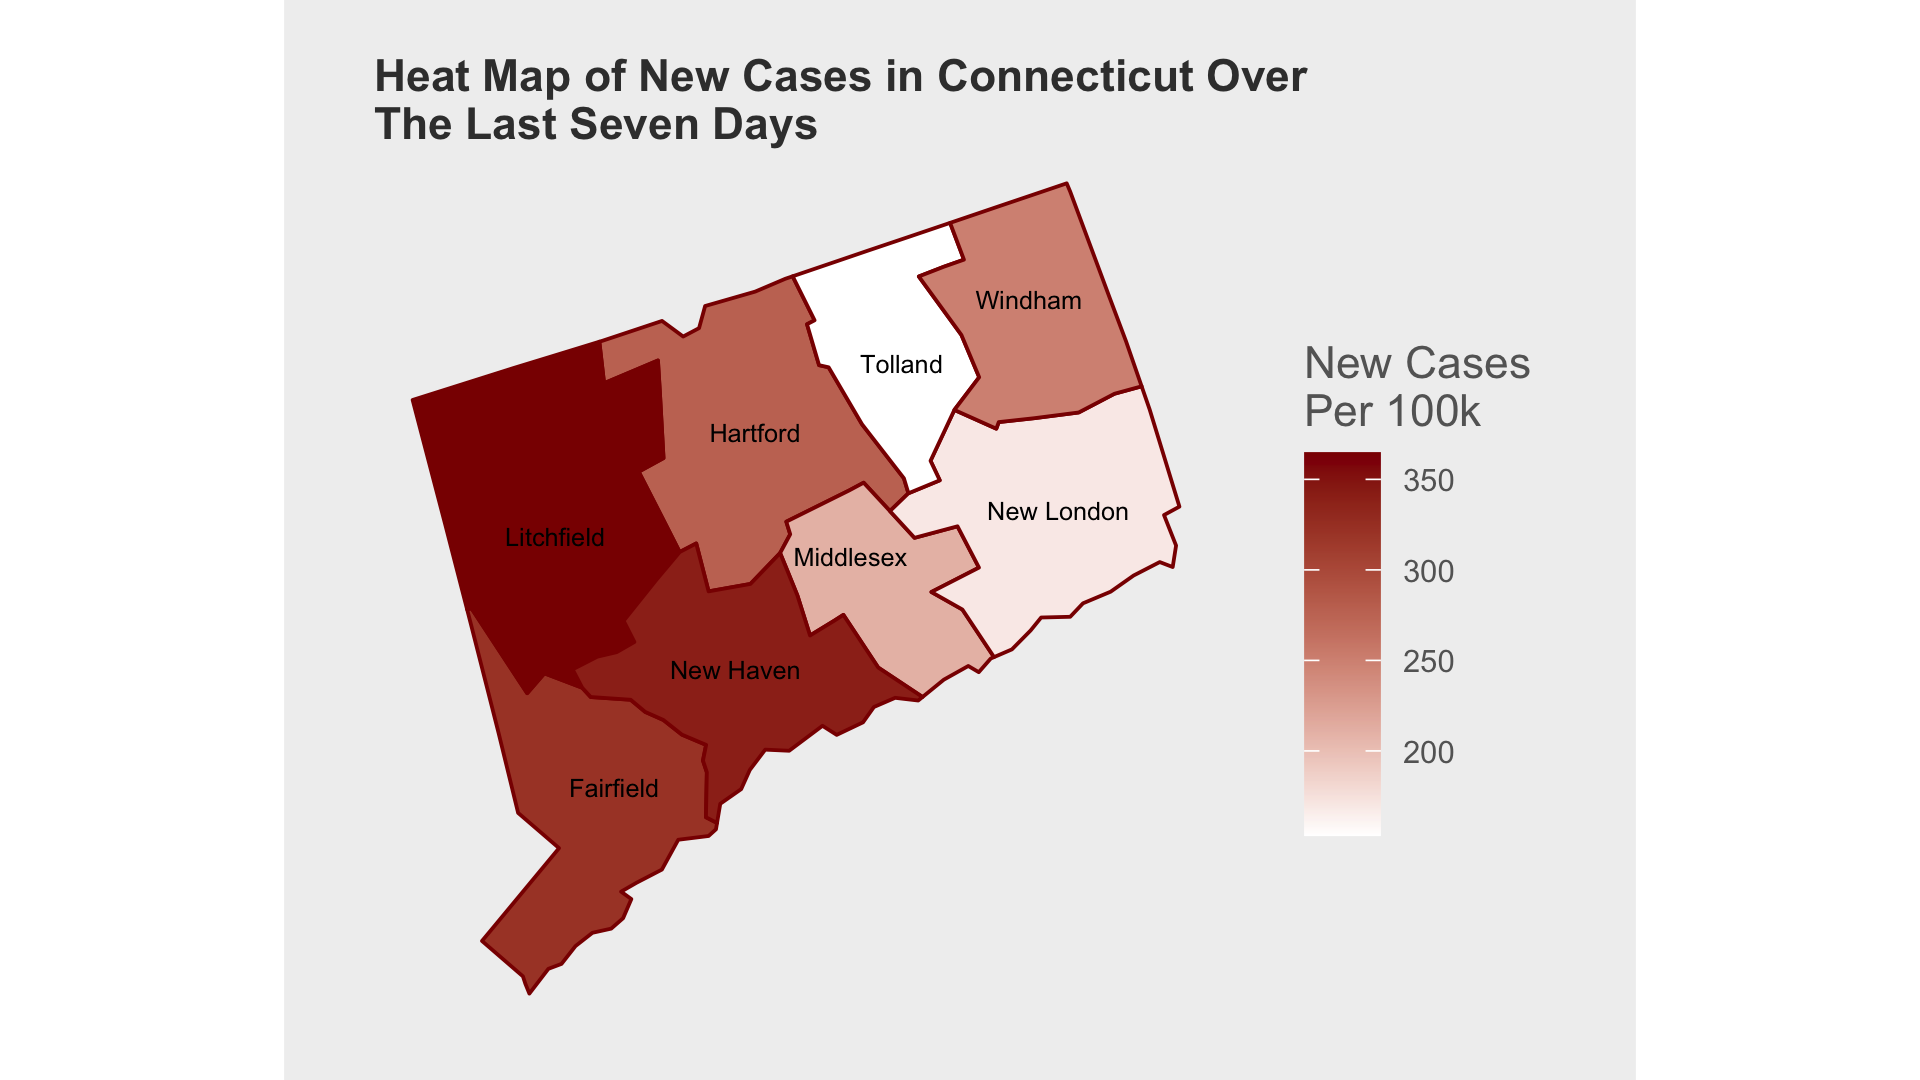 Heat Map of New Cases in Connecticut Over
The Last Seven Days
Windham
Tolland
Hartford
New London
Litchfield
Middlesex
New Haven
Fairfield
New Cases
Per 100k
350
300
250
200